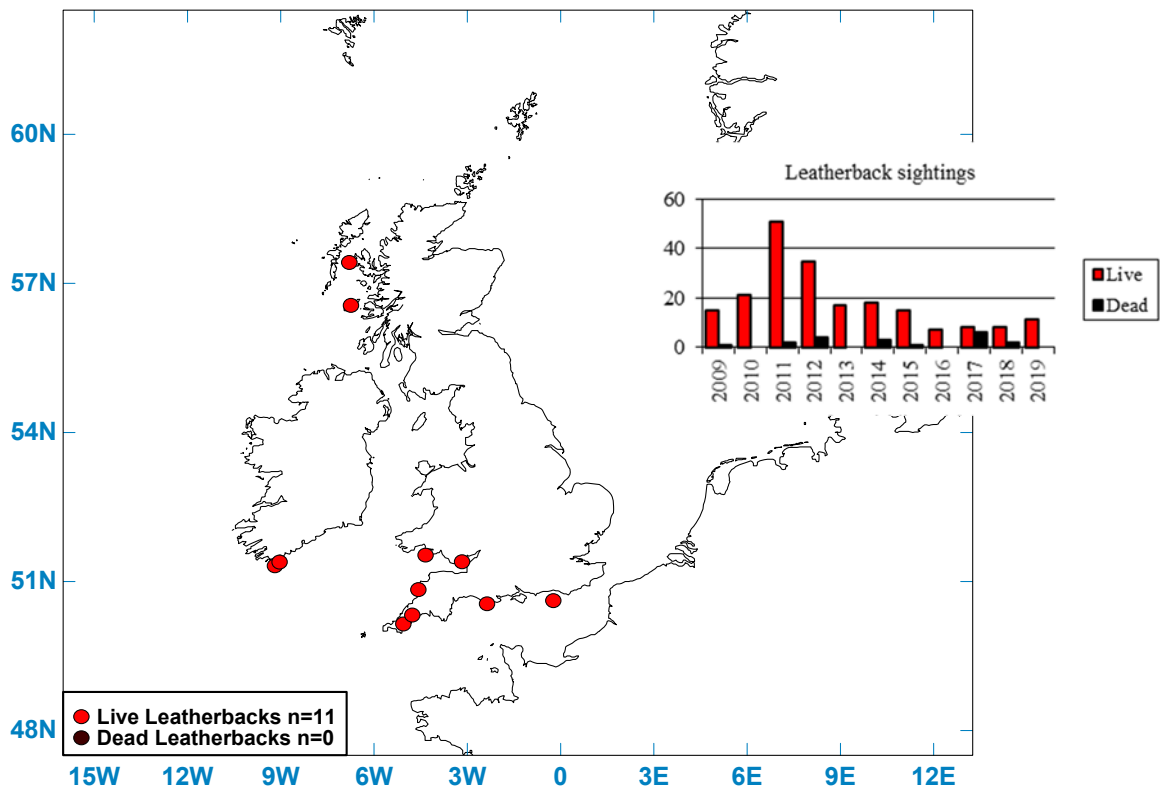 60N
57N
54N
51N
48N
15W 12W 9W 6W 3W 0 3E 6E 9E 12E
Live Leatherbacks n=11
Dead Leatherbacks n=0
Leatherback sightings
60
40
20
0
2009 2010 2011 2012 2013 2014 2015 2016 2017 2018 2019
Live
Dead